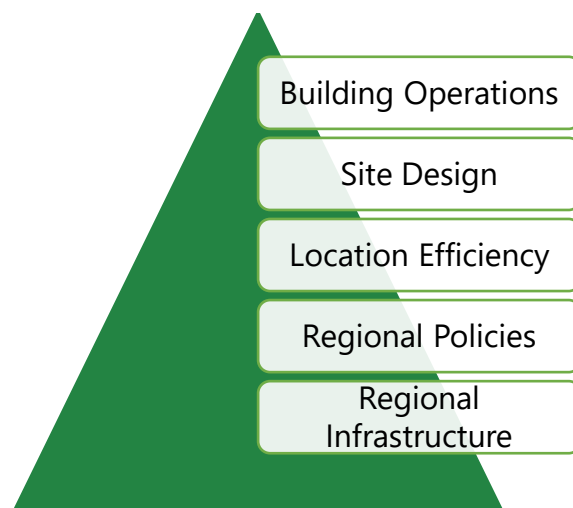 Building Operations
Site Design
Location Efficiency
Regional Policies
Regional
Infrastructure